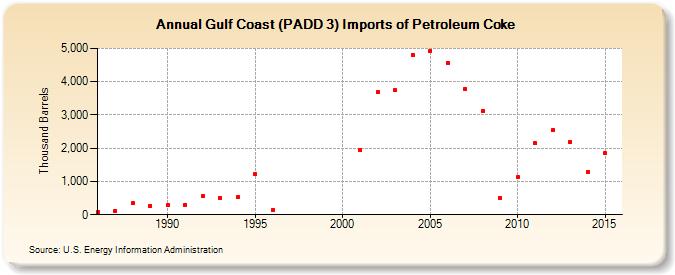 Annual Gulf Coast (PADD 3) Imports of Petroleum Coke
Thousand Barrels
5,000
4,000
3,000
2,000
1,000
0
1990 1995 2000 2005 2010 2015
Source: U.S. Energy Information Administration